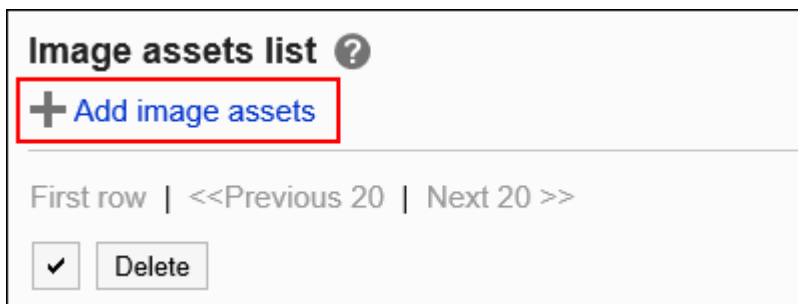 Image assets list ?
+ Add image assets
First row | <<Previous 20 | Next 20 >>
Delete